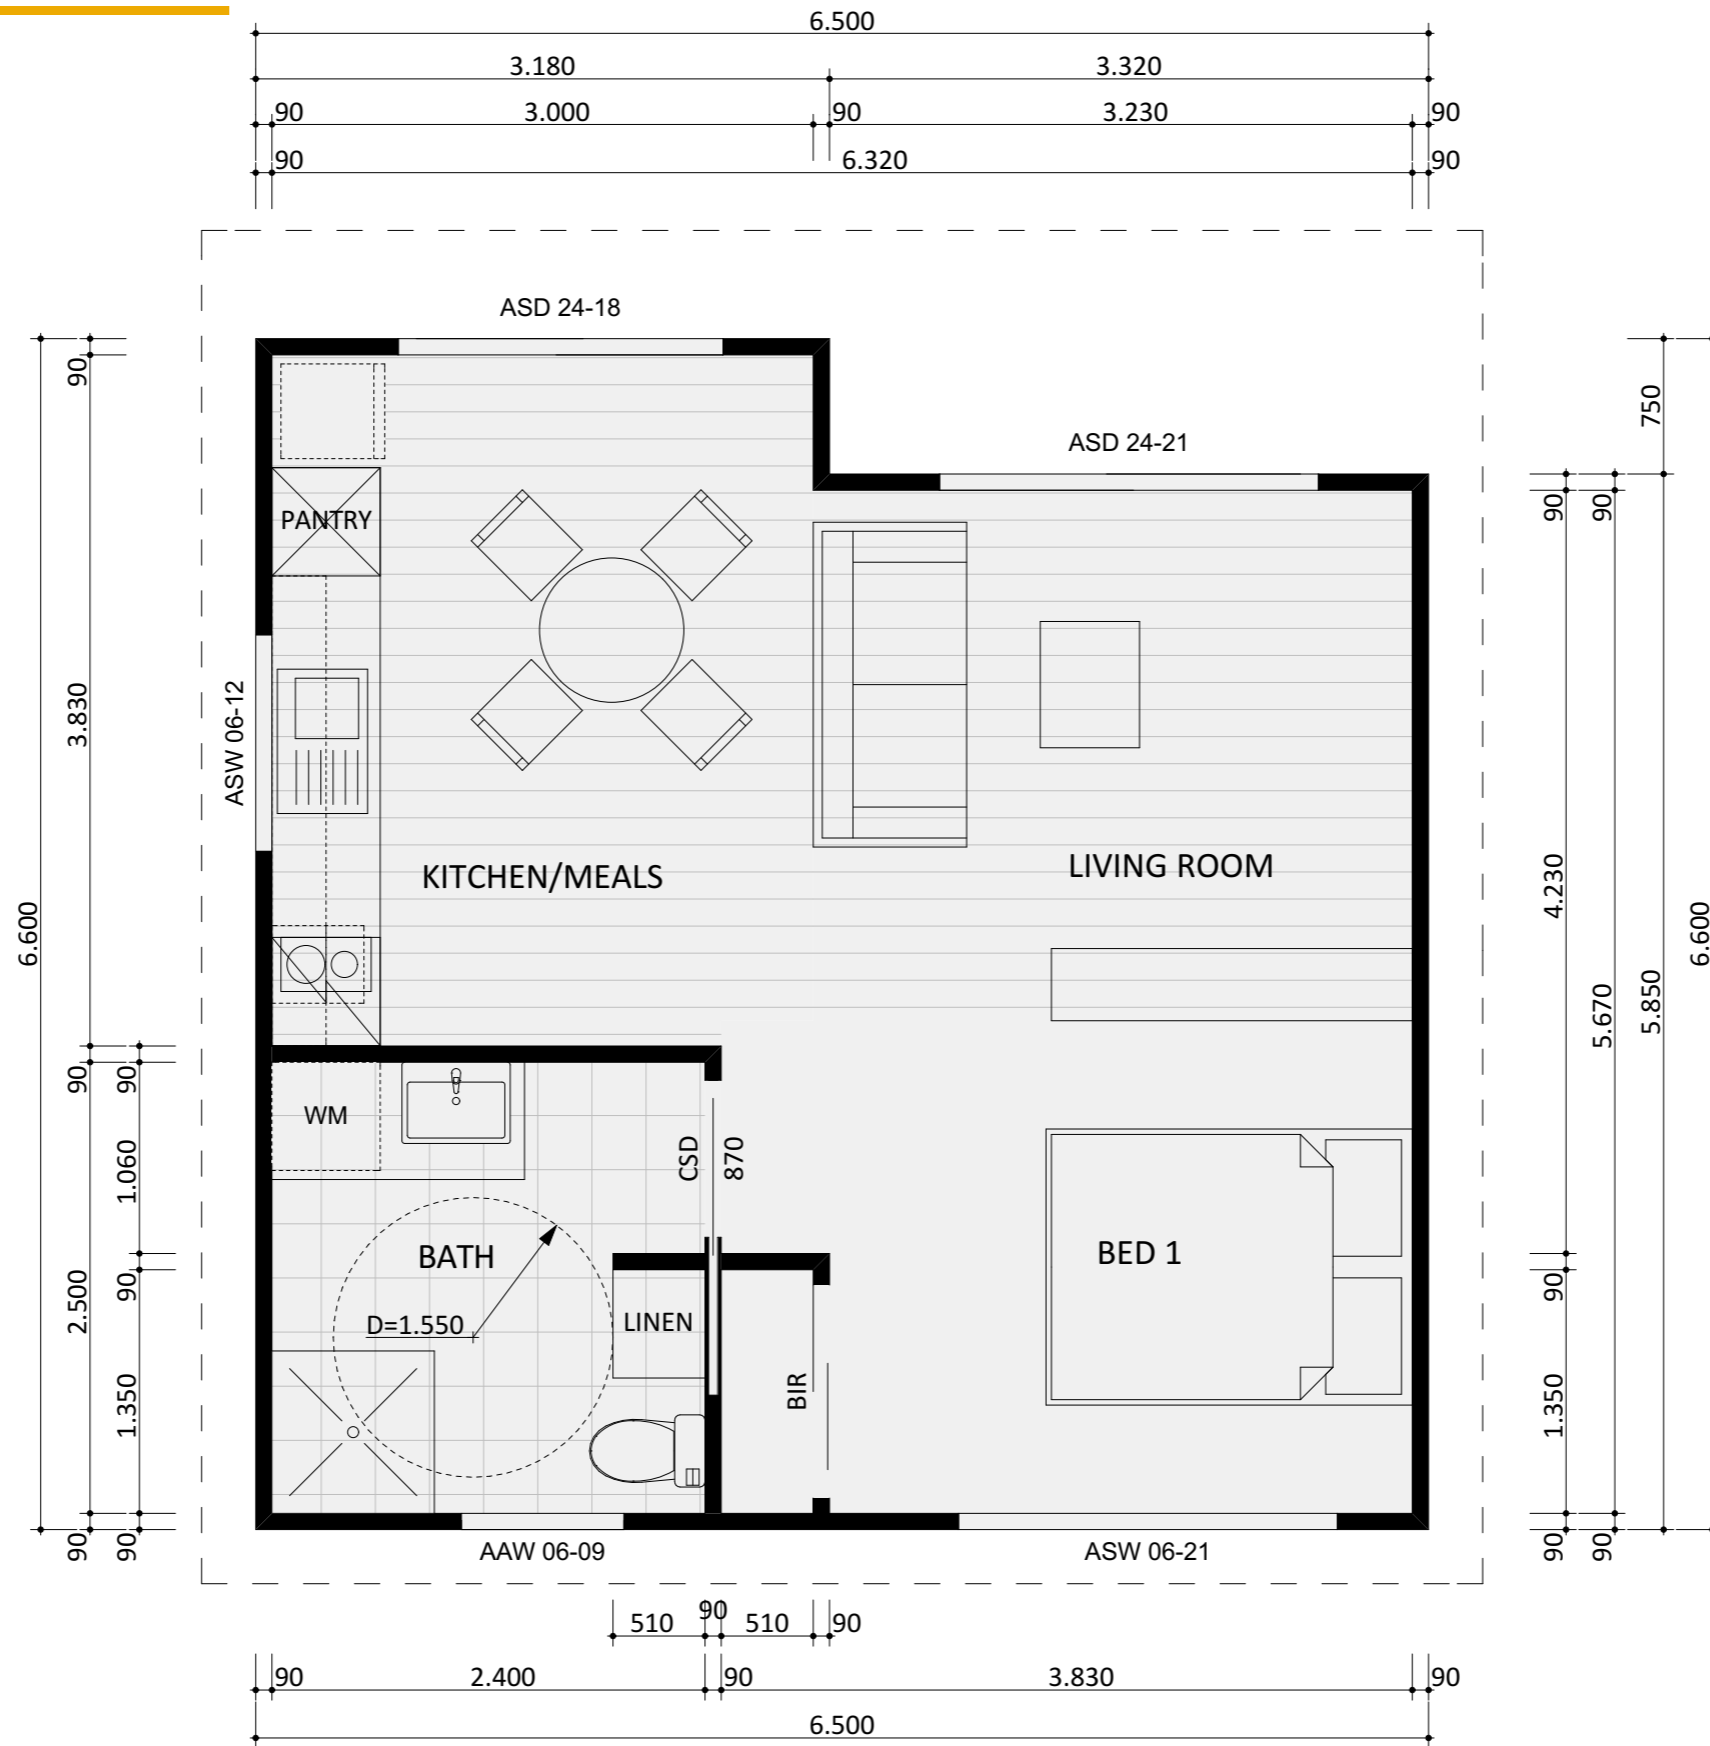 6.500
3.180 3.320
90 3.000 90 3.230 90
90 6.320 90
ASD 24-18
ASD 24-21
90
3.830
6.600
90
90
1.060
2.500
90
1.350
90
90
750
90
90
4.230
5.670
5.850
6.600
90
1.350
90
90
PANTRY
ASW 06-12
KITCHEN/MEALS
LIVING ROOM
WM
CSD
870
BATH
BED 1
D=1.550
LINEN
BIR
AAW 06-09
ASW 06-21
510 90 510 90
90 2.400 90 3.830 90
6.500